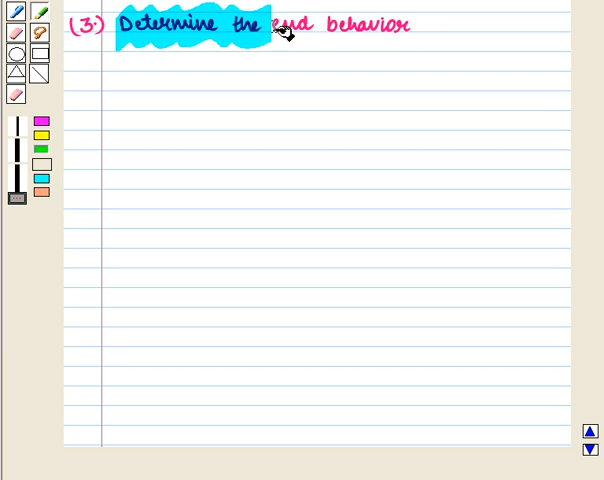 (3.) Determine the end behavior